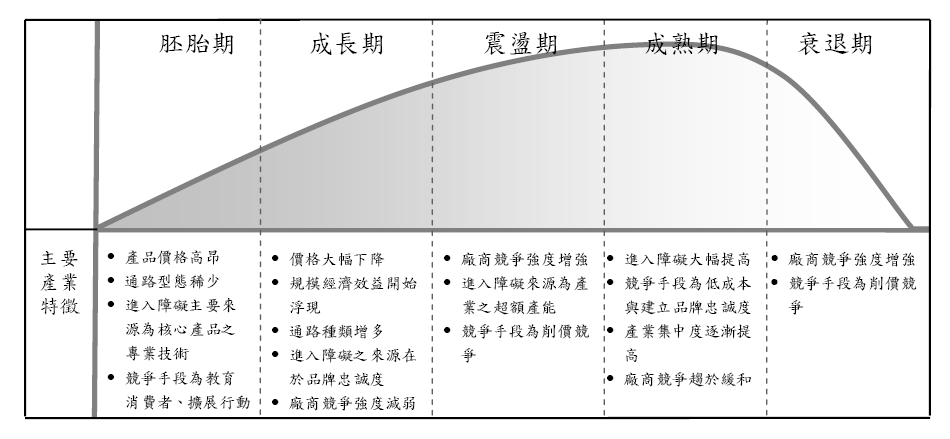 胚胎期
成長期
震盪期
成熟期
衰退期
主要
產業
特徵
• 產品價格高昂
• 通路型態稀少
• 進入障礙主要來
源為核心產品之
專業技術
• 競爭手段為教育
消費者、擴展行動
• 價格大幅下降
• 規模經濟效益開始
浮現
• 通路種類增多
• 進入障礙之來源在
於品牌忠誠度
• 廠商競爭強度減弱
• 廠商競爭強度增強
• 進入障礙來源為產
業之超額產能
• 競爭手段為削價競
爭
• 進入障礙大幅提高
• 競爭手段為低成本
與建立品牌忠誠度
• 產業集中度逐漸提
高
• 廠商競爭趨於緩和
• 廠商競爭強度增強
• 競爭手段為削價競
爭